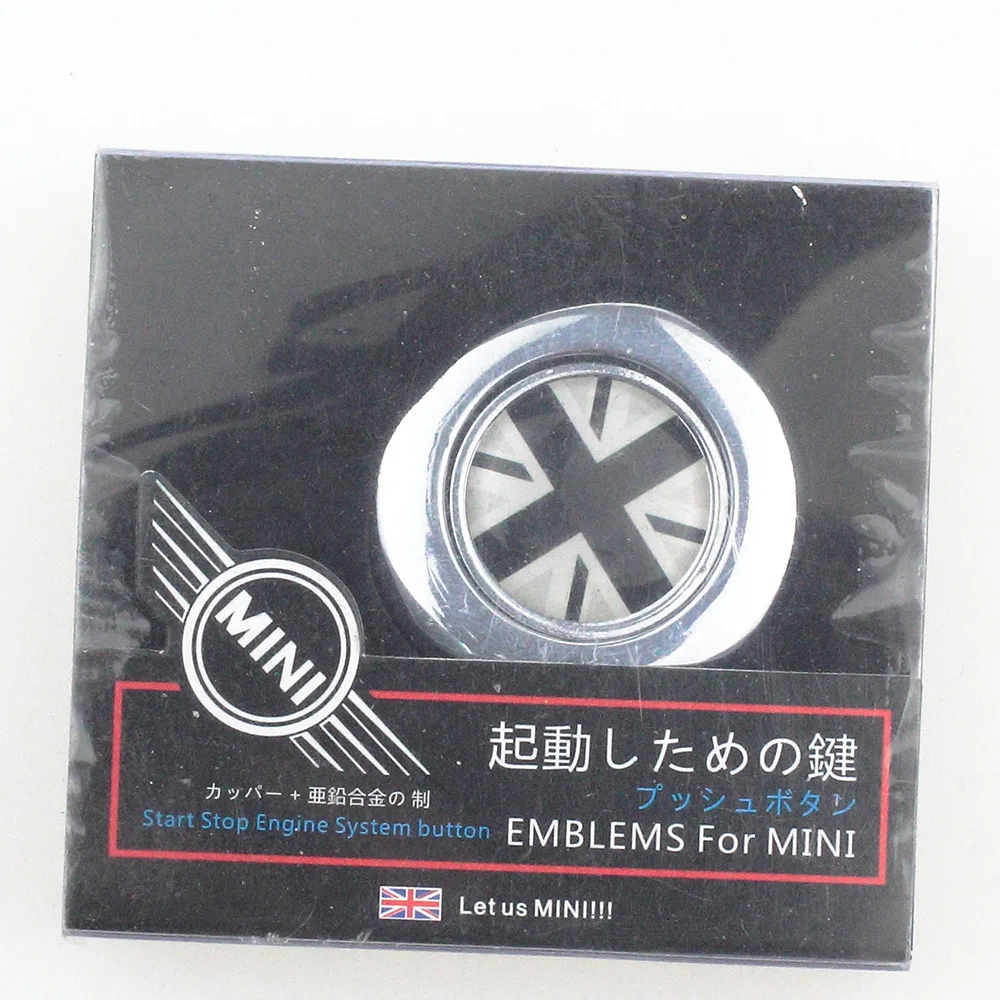 MINI
起動しための鍵
カッパー + 亜鉛合金の 制
プッシュボタン
Start Stop Engine System button
EMBLEMS For MINI
Let us MINI!!!